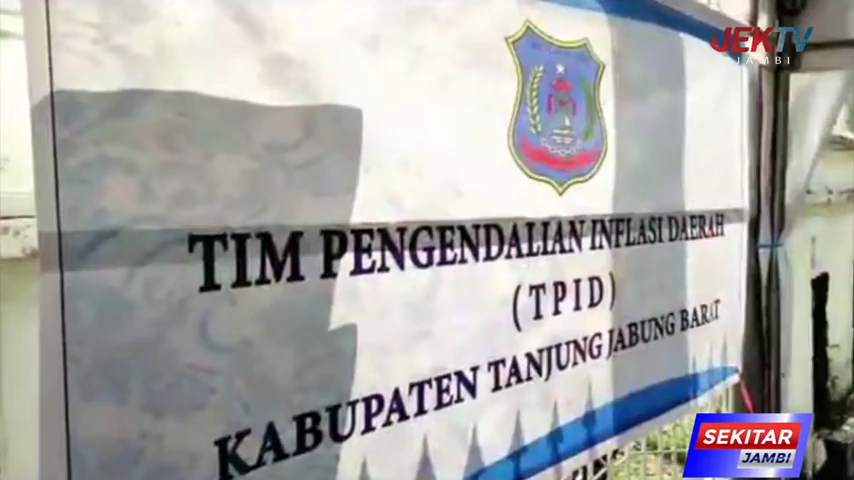 JEKTV
JAMBI
TIM PENGENDALIAN INFLASI DAERAH
(TPID)
KABUPATEN TANJUNG JABUNG BARAT
SEKITAR
JAMBI